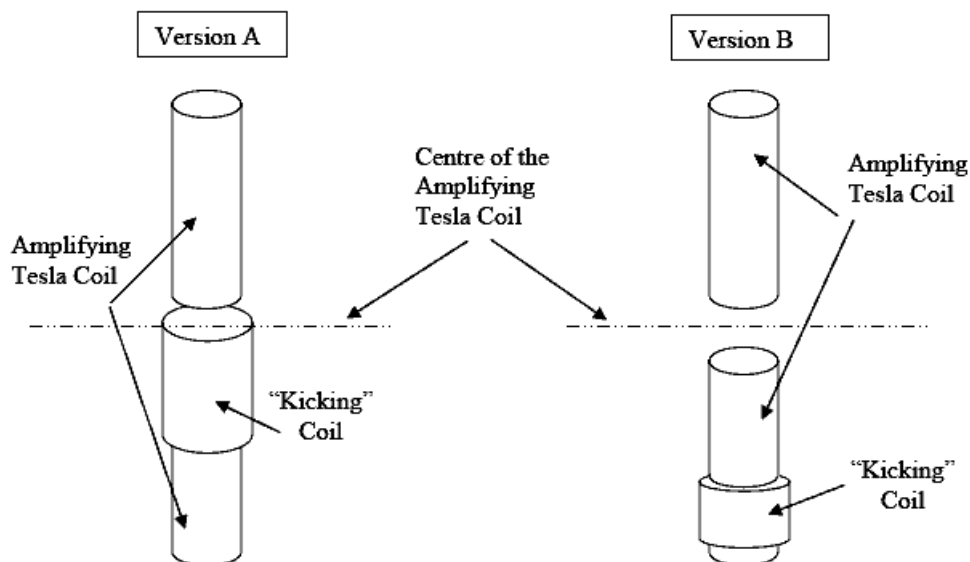 Version A
Version B
Centre of the
Amplifying
Tesla Coil
Amplifying
Tesla Coil
Amplifying
Tesla Coil
“Kicking”
Coil
“Kicking”
Coil